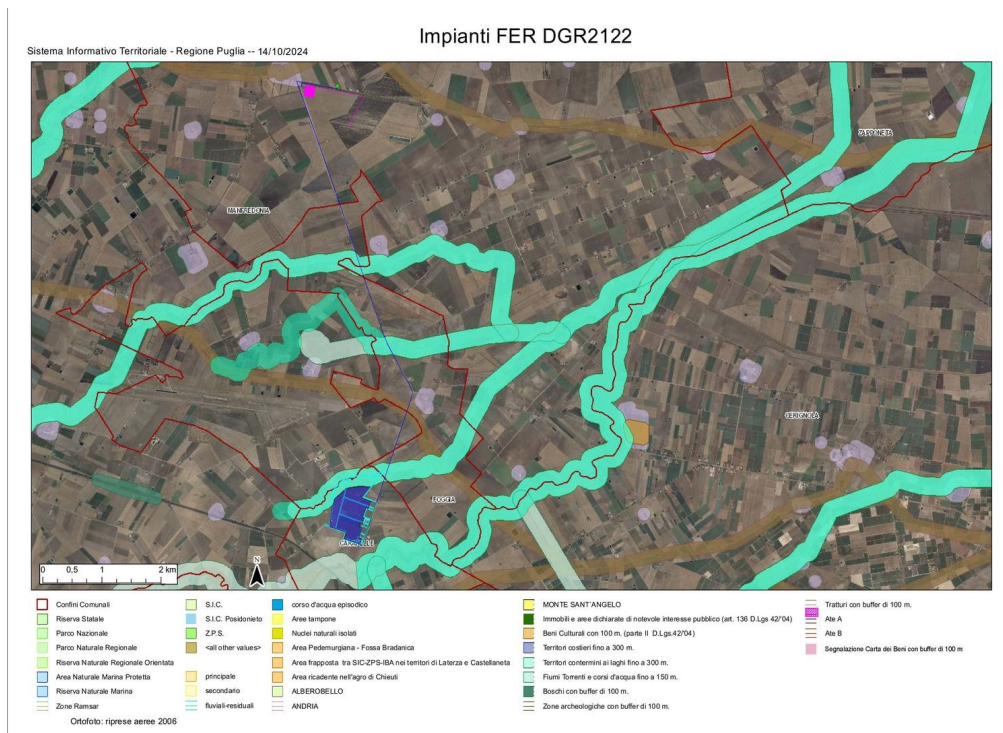 Impianti FER DGR2122
Sistema Informativo Territoriale - Regione Puglia -- 14/10/2024
ZAPPONETA
MANFREDONIA
CERIGNOLA
FOGGIA
CARAPELLE
N
0 0,5 1 2 km
Confini Comunali
Riserva Statale
Parco Nazionale
Parco Naturale Regionale
Riserva Naturale Regionale Orientata
Area Naturale Marina Protetta
Riserva Naturale Marina
Zone Ramsar
S.I.C.
S.I.C. Posidonieto
Z.P.S.
<all other values>
principale
secondario
fluviali-residuali
corso d'acqua episodico
Aree tampone
Nuclei naturali isolati
Area Pedemurgiana - Fossa Bradanica
Area frapposta tra SIC-ZPS-IBA nei territori di Laterza e Castellaneta
Area ricadente nell'agro di Chieuti
ALBEROBELLO
ANDRIA
MONTE SANT'ANGELO
Immobili e aree dichiarate di notevole interesse pubblico (art. 136 D.Lgs 42/'04)
Beni Culturali con 100 m. (parte II D.Lgs.42/'04)
Territori costieri fino a 300 m.
Territori contermini ai laghi fino a 300 m.
Fiumi Torrenti e corsi d'acqua fino a 150 m.
Boschi con buffer di 100 m.
Zone archeologiche con buffer di 100 m.
Tratturi con buffer di 100 m.
Ate A
Ate B
Segnalazione Carta dei Beni con buffer di 100 m
Ortofoto: riprese aeree 2006